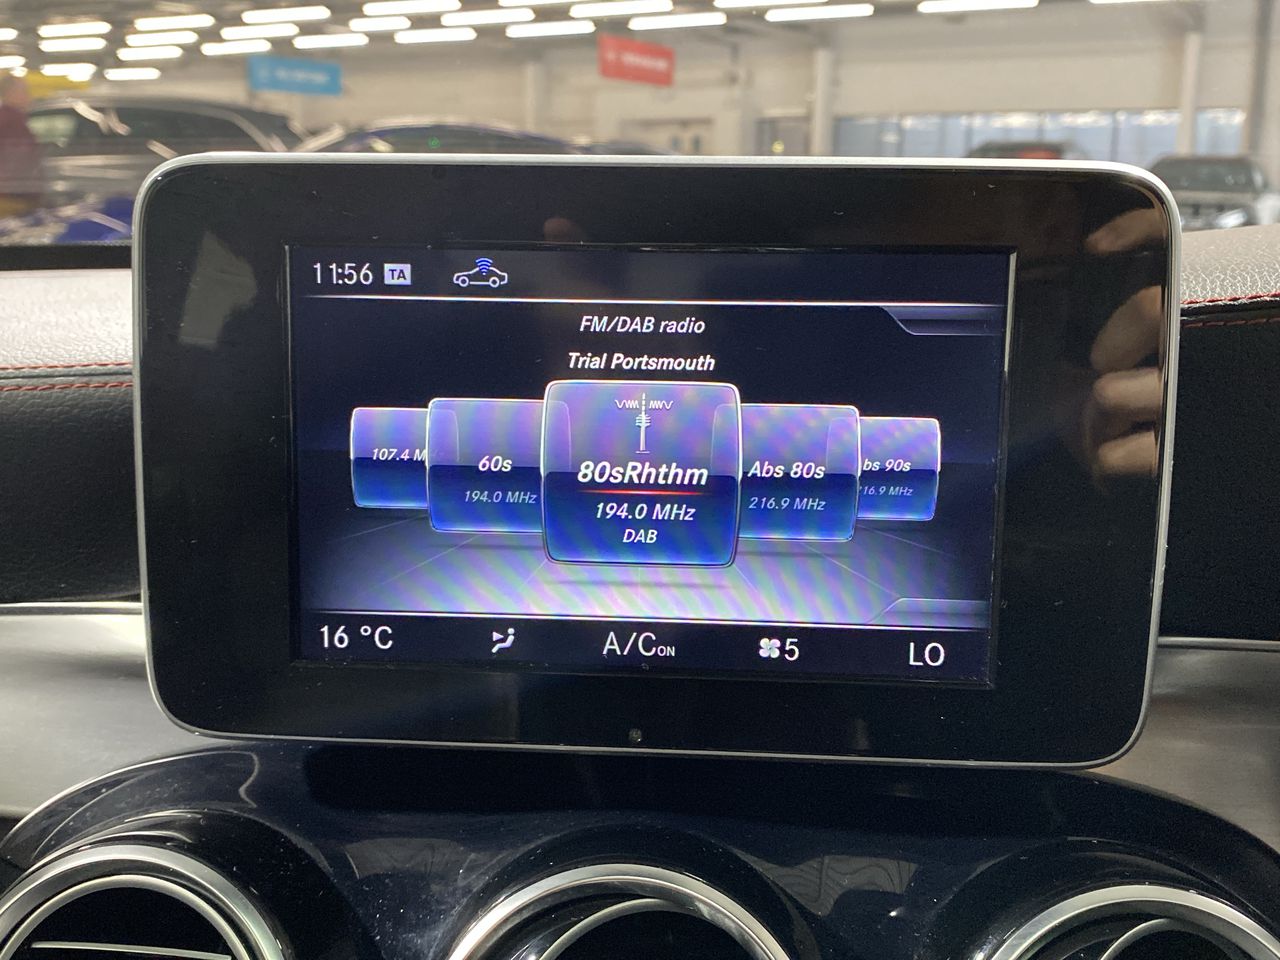 11:56 TA
FM/DAB radio
Trial Portsmouth
107.4 M
60s
194.0 MHz
80sRhthm
194.0 MHz
DAB
Abs 80s
216.9 MHz
bs 90s
16.9 MHz
16 °C
A/C ON
5
LO